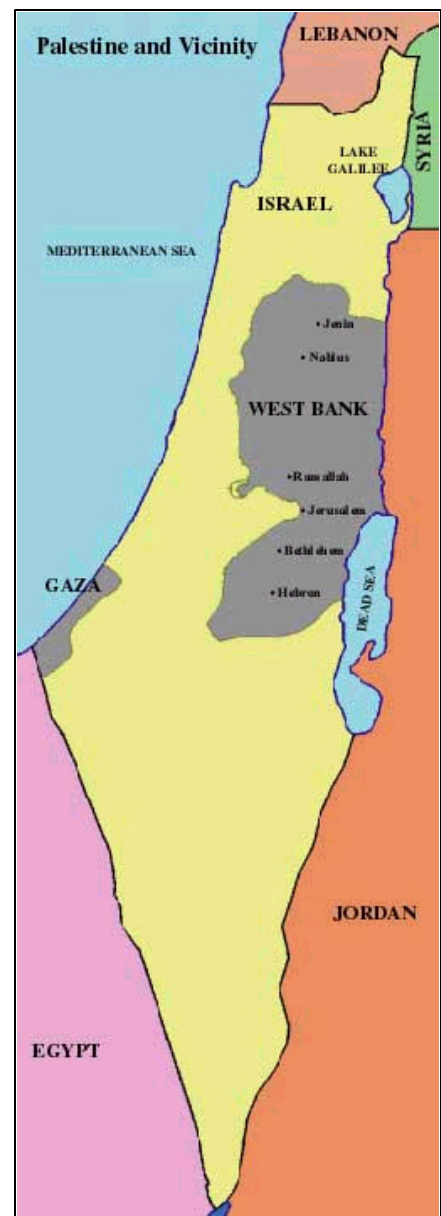 Palestine and Vicinity
LEBANON
SYRIA
LAKE
GALILEE
ISRAEL
MEDITERRANEAN SEA
Jenin
Nablus
WEST BANK
Ramallah
Jerusalem
Bethlehem
GAZA
Hebron
DEAD SEA
JORDAN
EGYPT